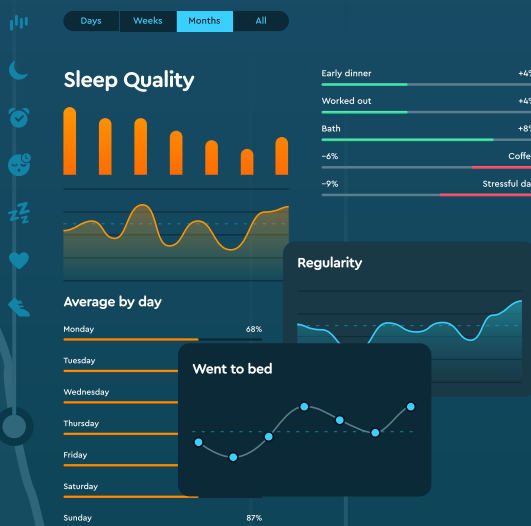 Days
Weeks
Months
All
Sleep Quality
Early dinner
+4%
Worked out
+4%
Bath
+8%
-6%
-9%
Stressful
Regularity
Average by day
Monday
68%
Tuesday
Wednesday
Thursday
Friday
Saturday
Sunday
87%
Went to bed